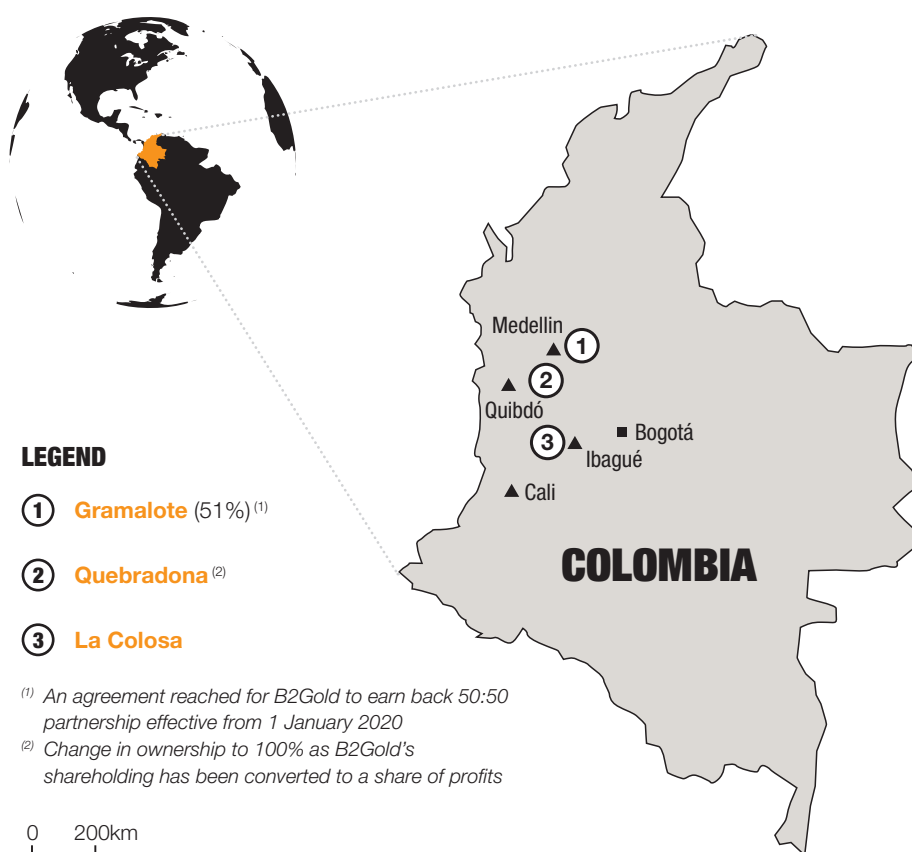 Medellin
1
2
Quibdó
3
Bogotá
Ibagué
Cali
COLOMBIA
LEGEND
1 Gramalote (51%) (1)
2 Quebradona (2)
3 La Colosa
(1) An agreement reached for B2Gold to earn back 50:50
partnership effective from 1 January 2020
(2) Change in ownership to 100% as B2Gold's
shareholding has been converted to a share of profits
0 200km